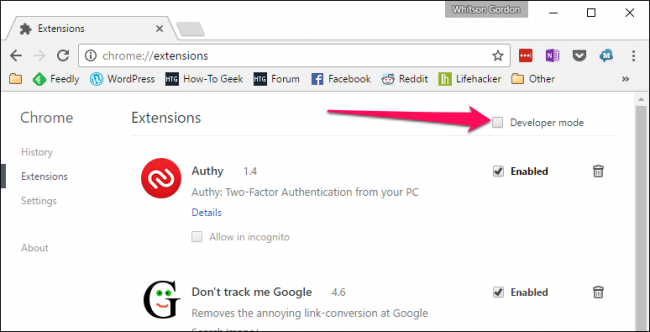 Whitson Gordon
Extensions
chrome://extensions
Feedly WordPress HTG How-To Geek HTG Forum Facebook Reddit lh Lifehacker Other »
Chrome
Extensions
Developer mode
History
Extensions
Settings
About
Authy 1.4
Enabled
Authy: Two-Factor Authentication from your PC
Details
Allow in incognito
Don't track me Google 4.6
Enabled
Removes the annoying link-conversion at Google